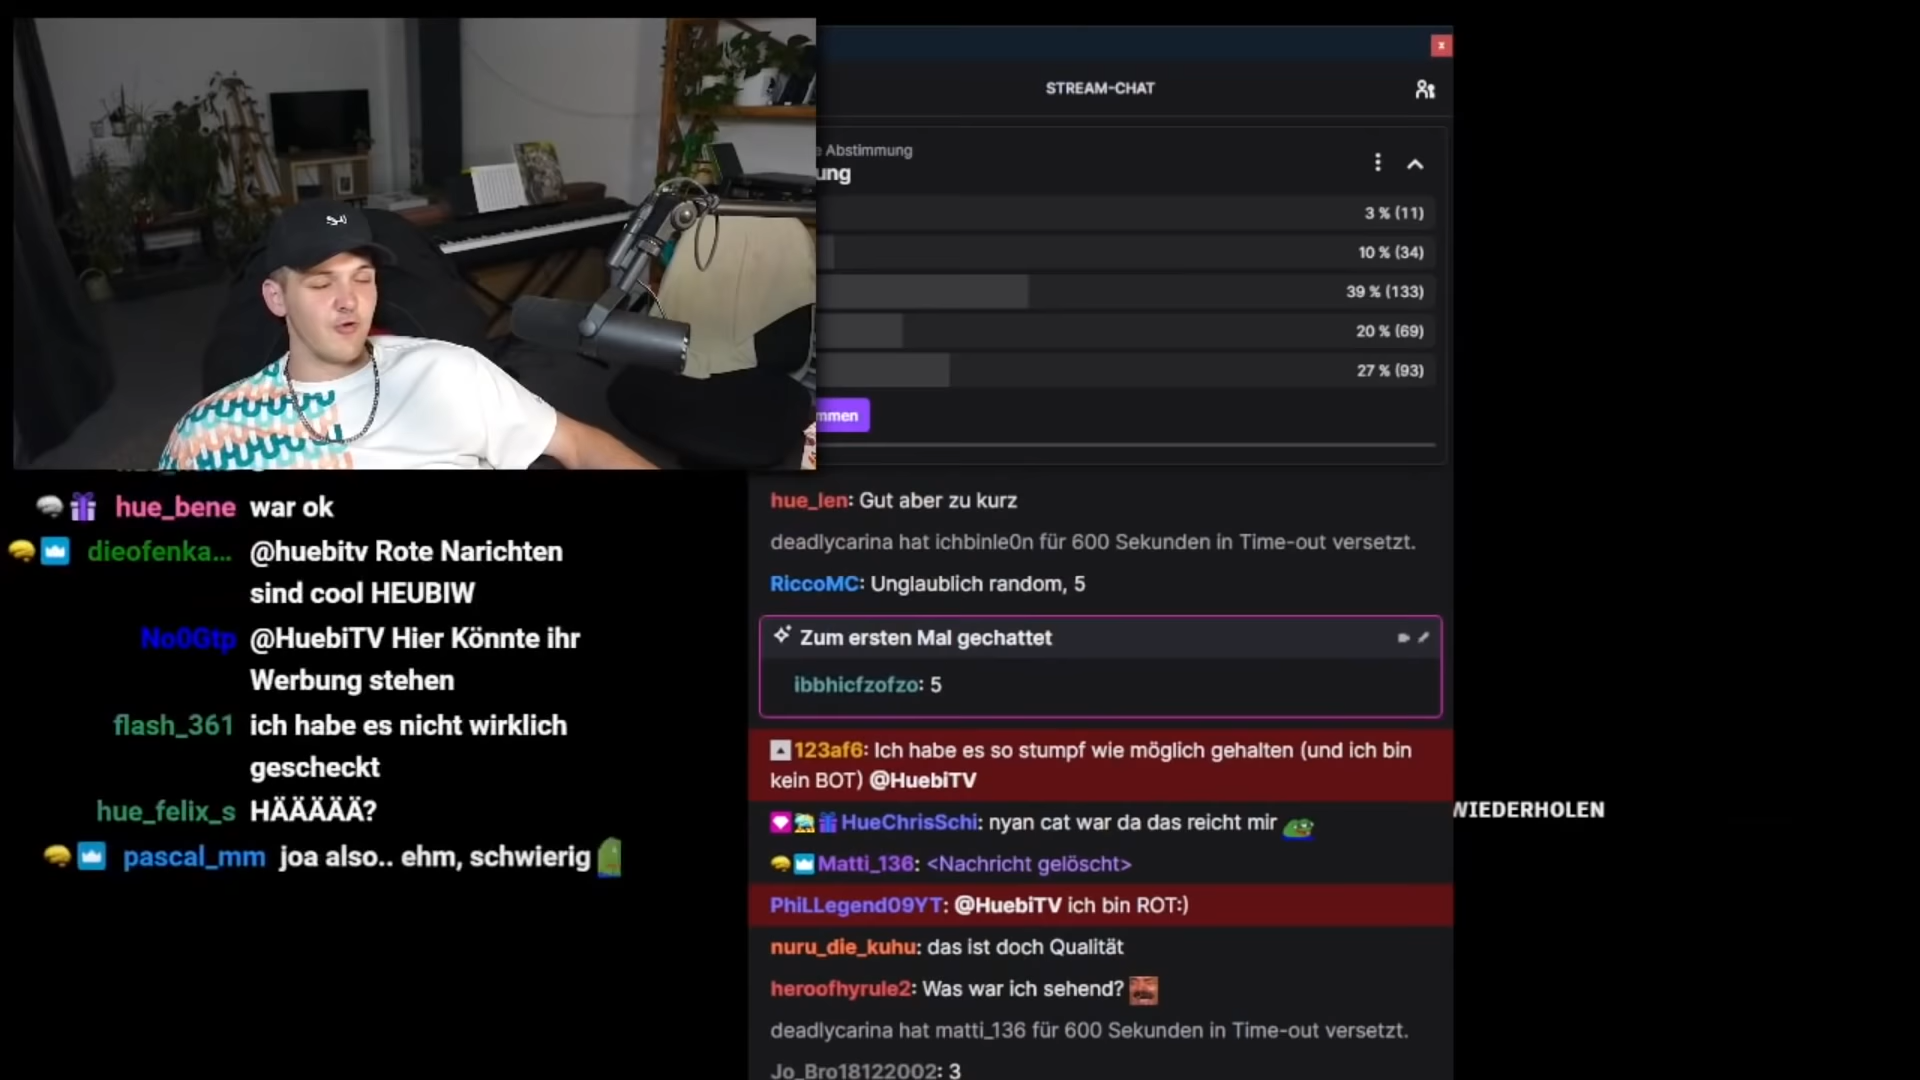 STREAM-CHAT
e Abstimmung
ung
3 % (11)
10 % (34)
39 % (133)
20 % (69)
27 % (93)
mmen
hue_bene war ok
dieofenka... @huebitv Rote Narichten
sind cool HEUBIW
No0Gtp @HuebiTV Hier Könnte ihr
Werbung stehen
flash_361 ich habe es nicht wirklich
gescheckt
hue_felix_s HÄÄÄÄÄ?
pascal_mm joa also.. ehm, schwierig
hue_len: Gut aber zu kurz
deadlycarina hat ichbinle0n für 600 Sekunden in Time-out versetzt.
RiccoMC: Unglaublich random, 5
Zum ersten Mal gechattet
ibbhicfzofzo: 5
123af6: Ich habe es so stumpf wie möglich gehalten (und ich bin
kein BOT) @HuebiTV
HueChrisSchi: nyan cat war da das reicht mir
Matti_136: <Nachricht gelöscht>
PhiLLegend09YT: @HuebiTV ich bin ROT:)
nuru_die_kuhu: das ist doch Qualität
heroofhyrule2: Was war ich sehend?
deadlycarina hat matti_136 für 600 Sekunden in Time-out versetzt.
Jo_Bro18122002: 3
WIEDERHOLEN